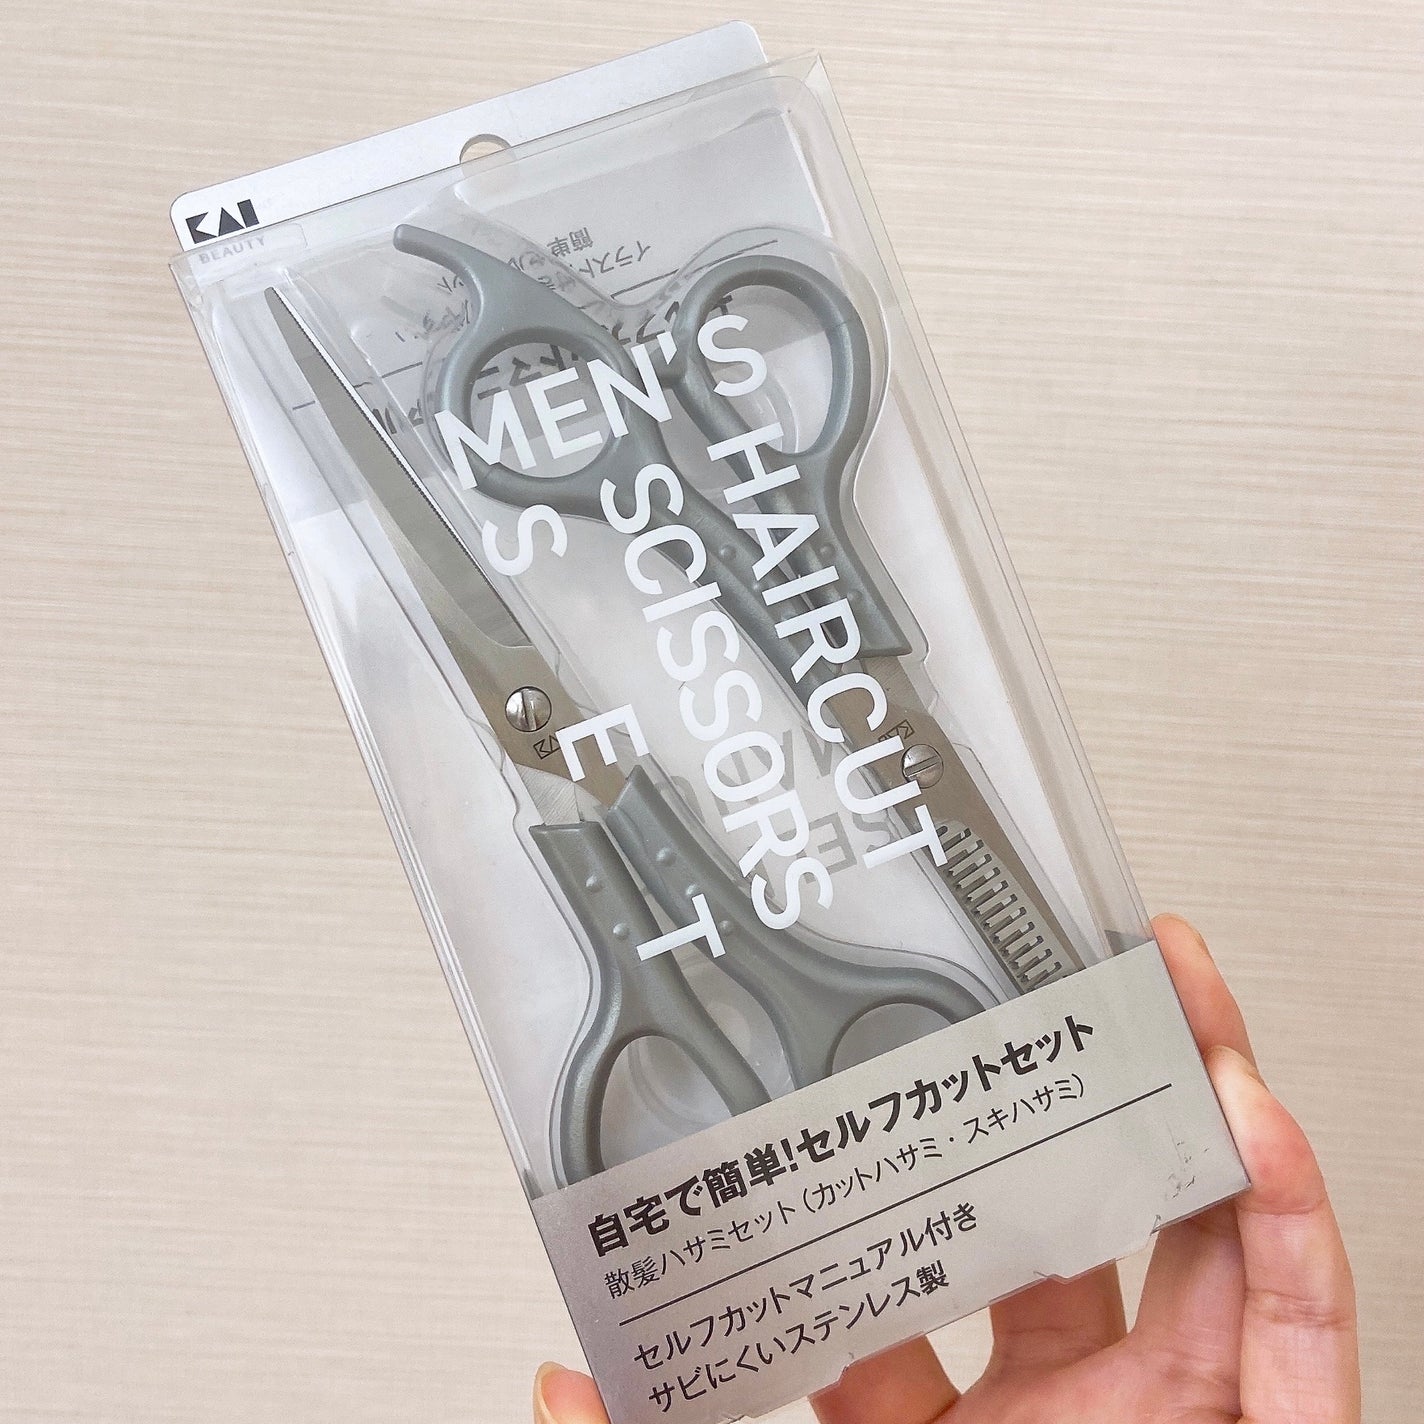 KAI
BEAUTY
MEN'S HAIRCUT
SCISSORS
SET
自宅で簡単!セルフカットセット
散髪ハサミセット(カットハサミ・スキハサミ)
セルフカットマニュアル付き
サビにくいステンレス製
KAI
KAI